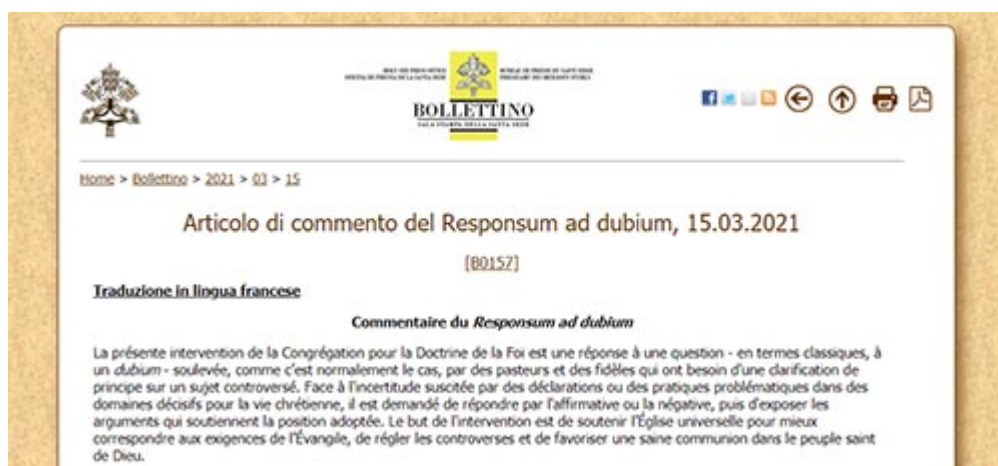 BOLLETTINO
SALA STAMPA DELLA SANTA SEDE
Home > Bollettino > 2021 > 03 > 15
Articolo di commento del Responsum ad dubium, 15.03.2021
[B0157]
Traduzione in lingua francese
Commentaire du Responsum ad dubium
La présente intervention de la Congrégation pour la Doctrine de la Foi est une réponse à une question - en termes classiques, à
un dubium - soulevée, comme c'est normalement le cas, par des pasteurs et des fidèles qui ont besoin d'une clarification de
principe sur un sujet controversé. Face à l'incertitude suscitée par des déclarations ou des pratiques problématiques dans des
domaines décisifs pour la vie chrétienne, il est demandé de répondre par l'affirmative ou la négative, puis d'exposer les
arguments qui soutiennent la position adoptée. Le but de l'intervention est de soutenir l'Église universelle pour mieux
correspondre aux exigences de l'Évangile, de régler les controverses et de favoriser une saine communion dans le peuple saint
de Dieu.